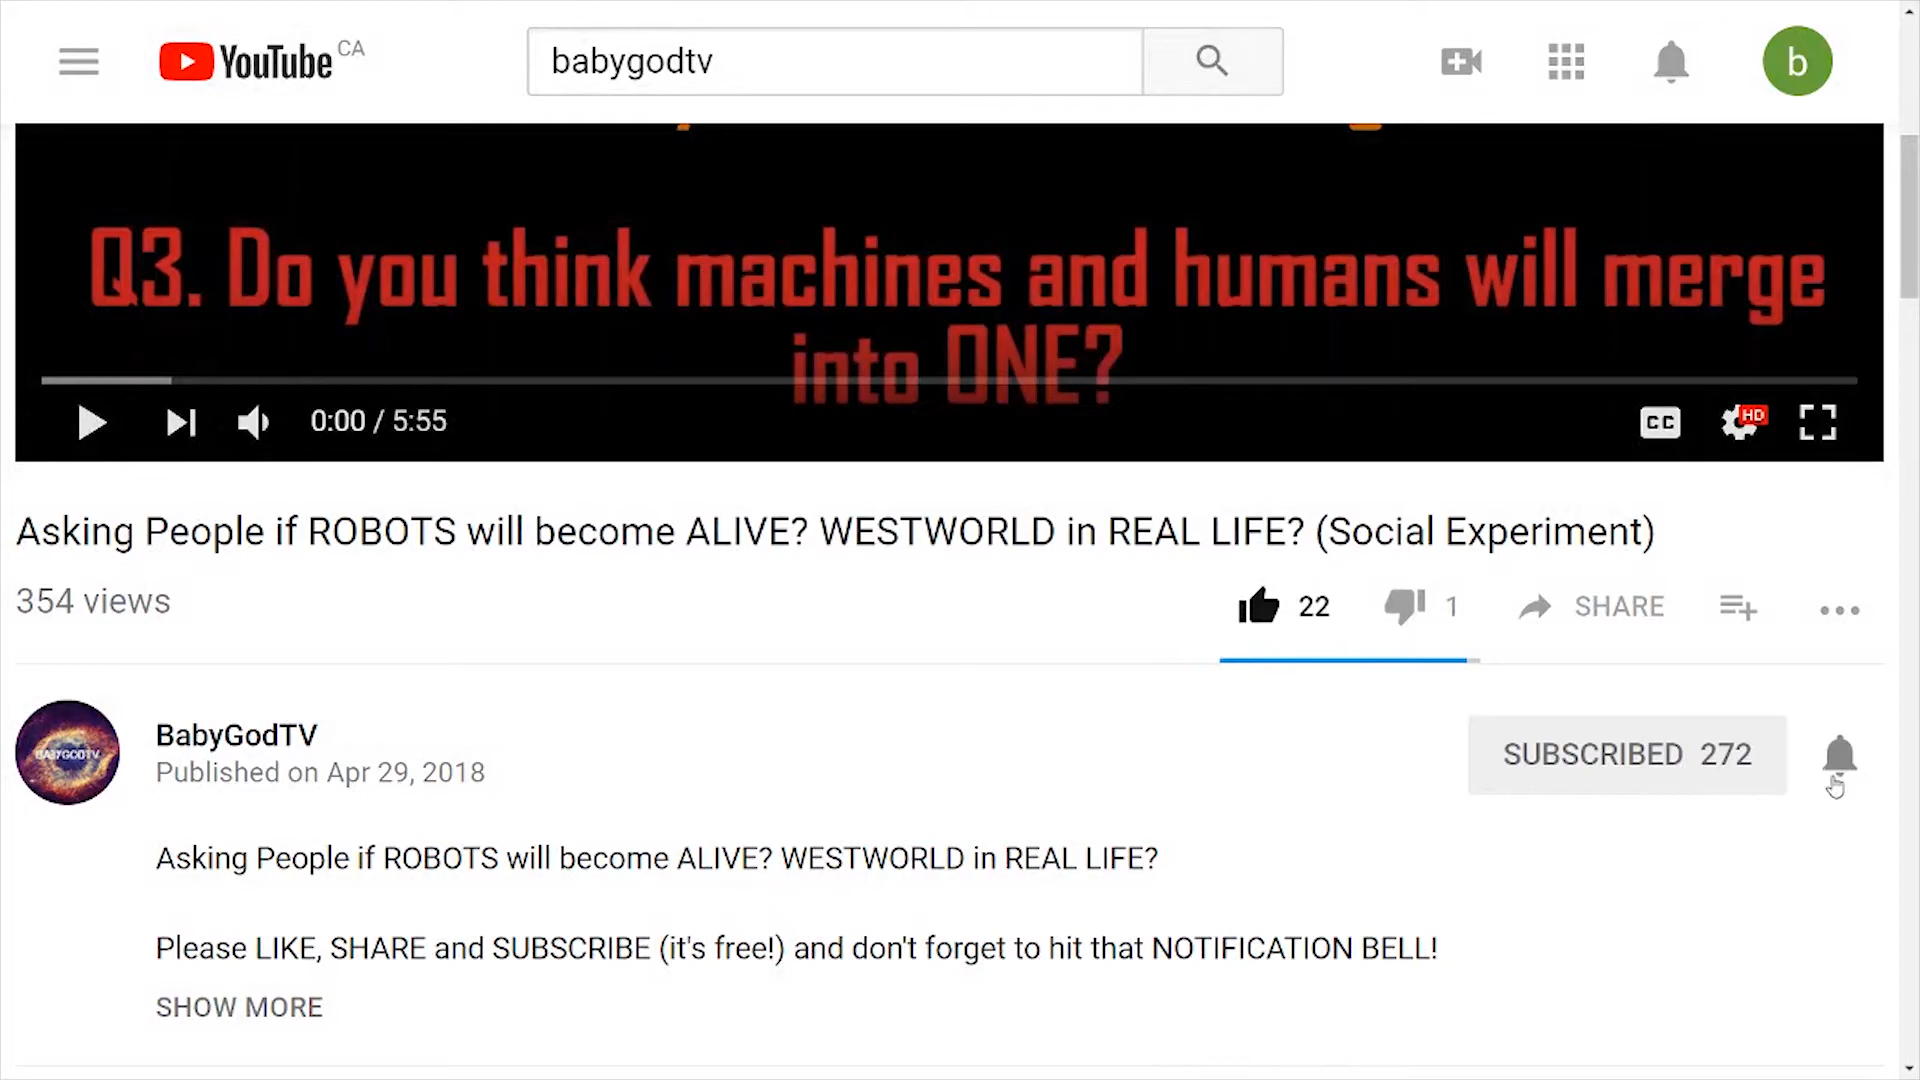 YouTube CA
babygodtv
b
Q3. Do you think machines and humans will merge
into ONE?
0:00 / 5:55
CC
HD
Asking People if ROBOTS will become ALIVE? WESTWORLD in REAL LIFE? (Social Experiment)
354 views
22
1
SHARE
BABYGODTV
BabyGodTV
Published on Apr 29, 2018
SUBSCRIBED 272
Asking People if ROBOTS will become ALIVE? WESTWORLD in REAL LIFE?
Please LIKE, SHARE and SUBSCRIBE (it's free!) and don't forget to hit that NOTIFICATION BELL!
SHOW MORE